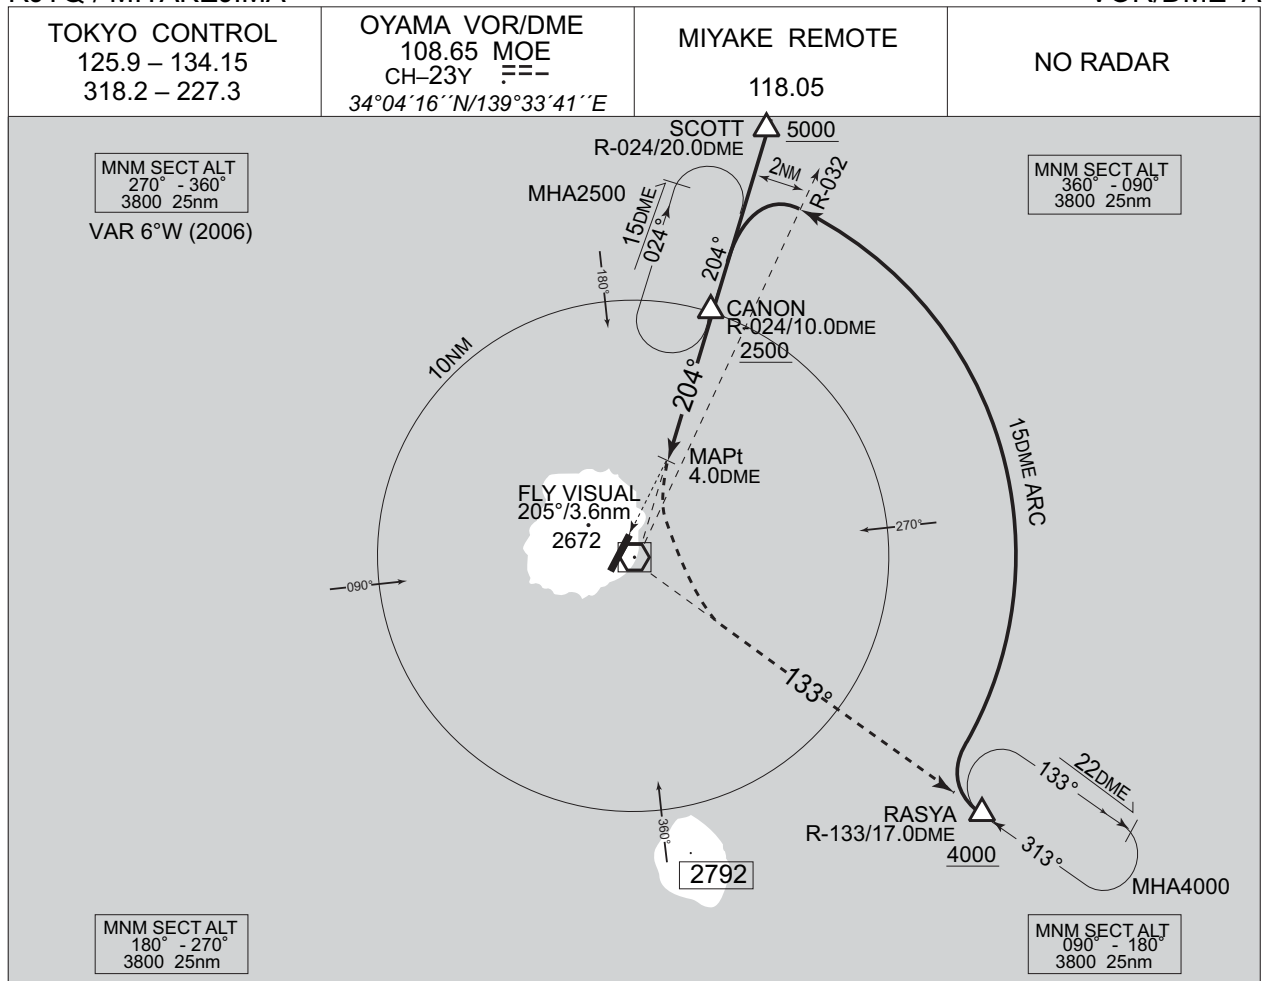 TOKYO CONTROL
125.9 – 134.15
318.2 – 227.3
OYAMA VOR/DME
108.65 MOE
CH–23Y
34°04´16´´N/139°33´41´´E
MIYAKE REMOTE
118.05
NO RADAR
SCOTT
5000
R-024/20.0DME
2NM
R-032
MNM SECT ALT
270° - 360°
3800 25nm
VAR 6°W (2006)
MNM SECT ALT
360° - 090°
3800 25nm
MHA2500
15DME
024°
204°
180°
CANON
R-024/10.0DME
2500
10NM
204°
15DME ARC
MAPt
4.0DME
FLY VISUAL
205°/3.6nm
2672
270°
090°
133°
22DME
133°
RASYA
R-133/17.0DME
4000
313°
MHA4000
360°
2792
MNM SECT ALT
180° - 270°
3800 25nm
MNM SECT ALT
090° - 180°
3800 25nm